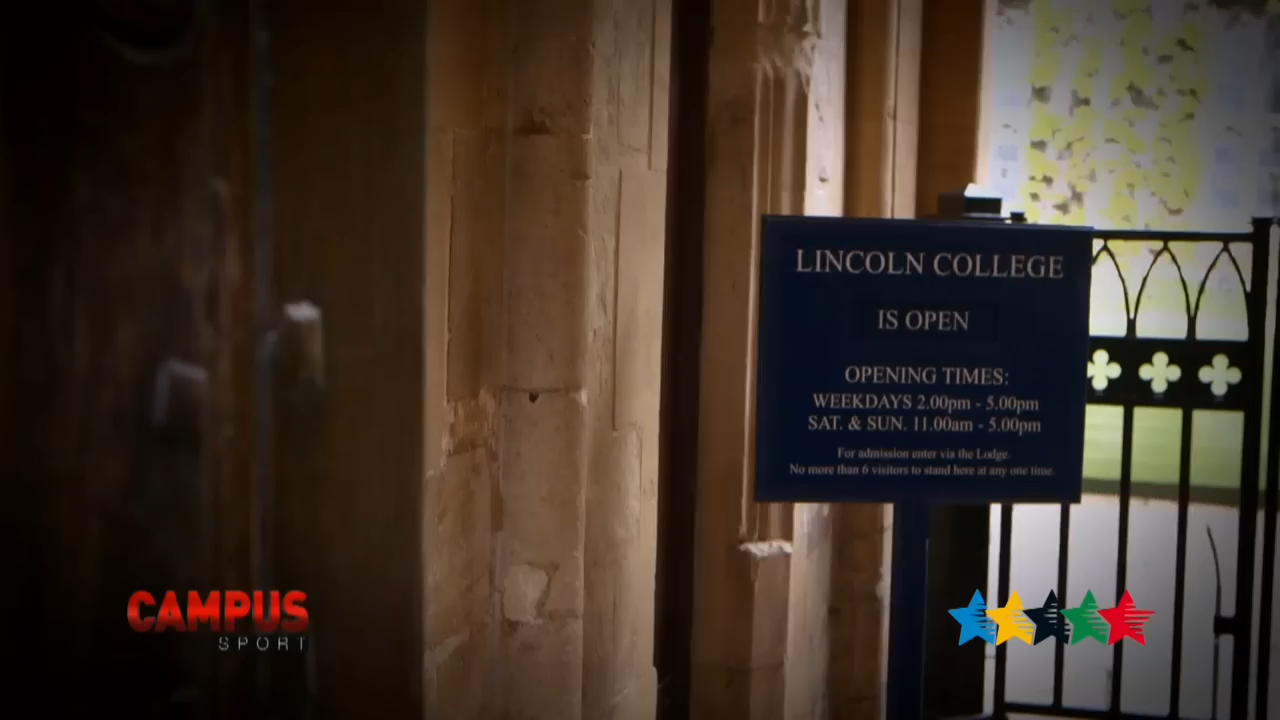 LINCOLN COLLEGE
IS OPEN
OPENING TIMES:
WEEKDAYS 2.00pm - 5.00pm
SAT. & SUN. 11.00am - 5.00pm
For admission enter via the Lodge.
No more than 6 visitors to stand here at any one time.
CAMPUS
SPORT